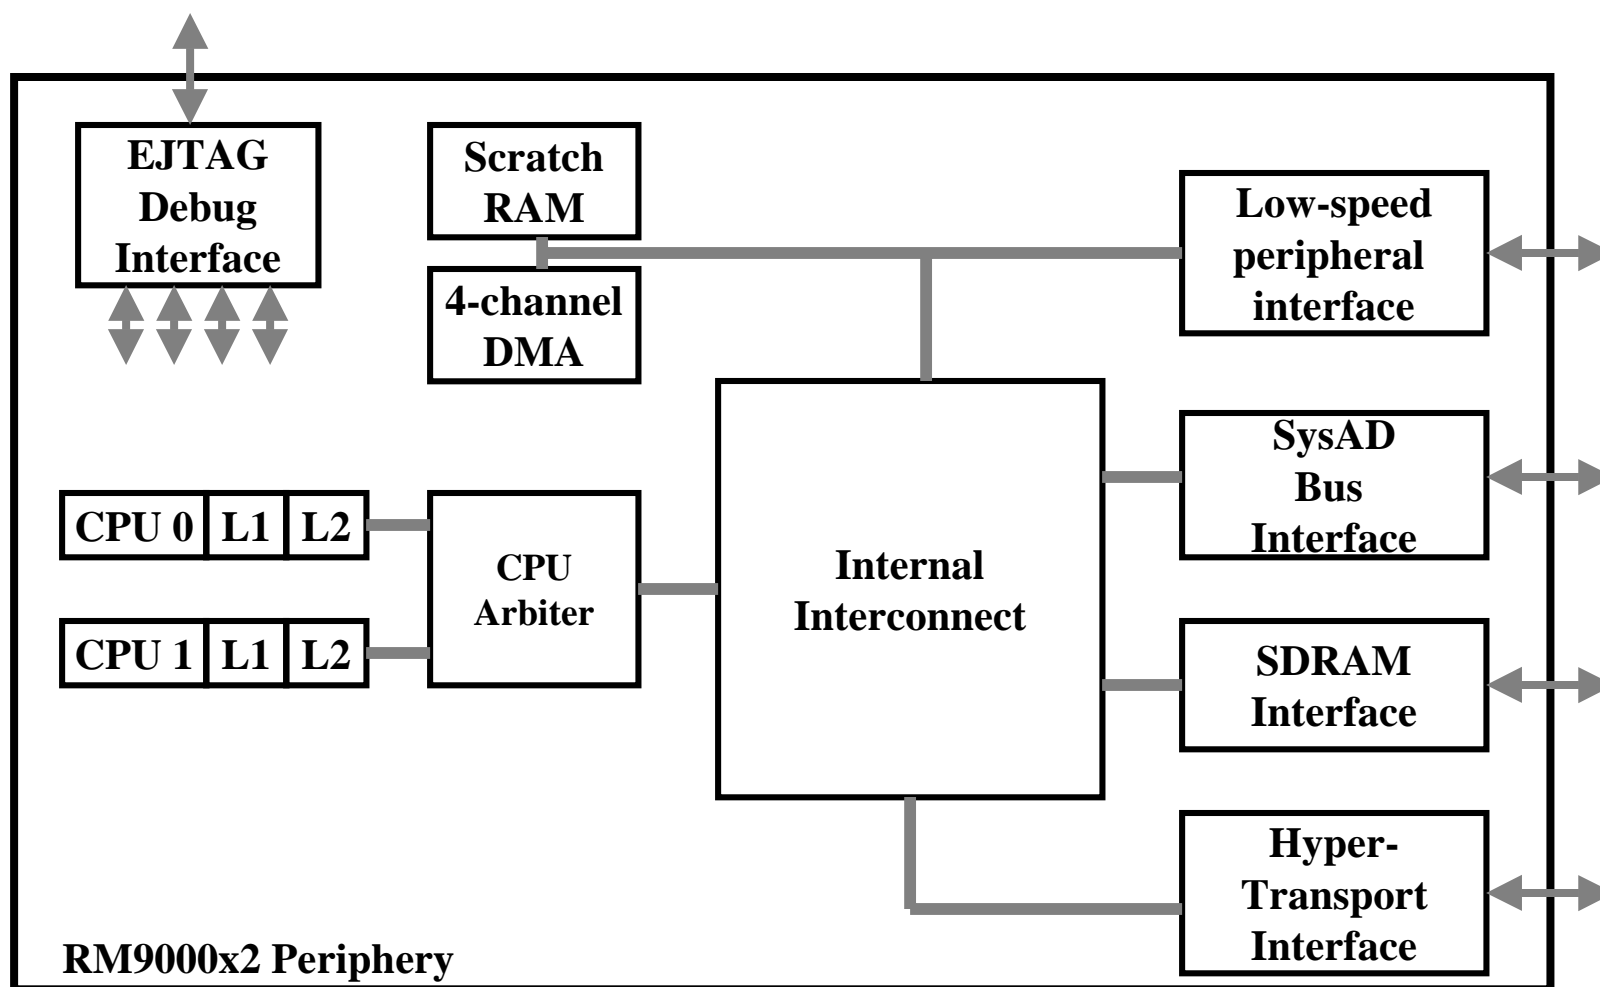 EJTAG
Debug
Interface
Scratch
RAM
4-channel
DMA
Low-speed
peripheral
interface
SysAD
Bus
Interface
CPU 0 L1 L2
CPU 1 L1 L2
CPU
Arbiter
Internal
Interconnect
SDRAM
Interface
Hyper-
Transport
Interface
RM9000x2 Periphery